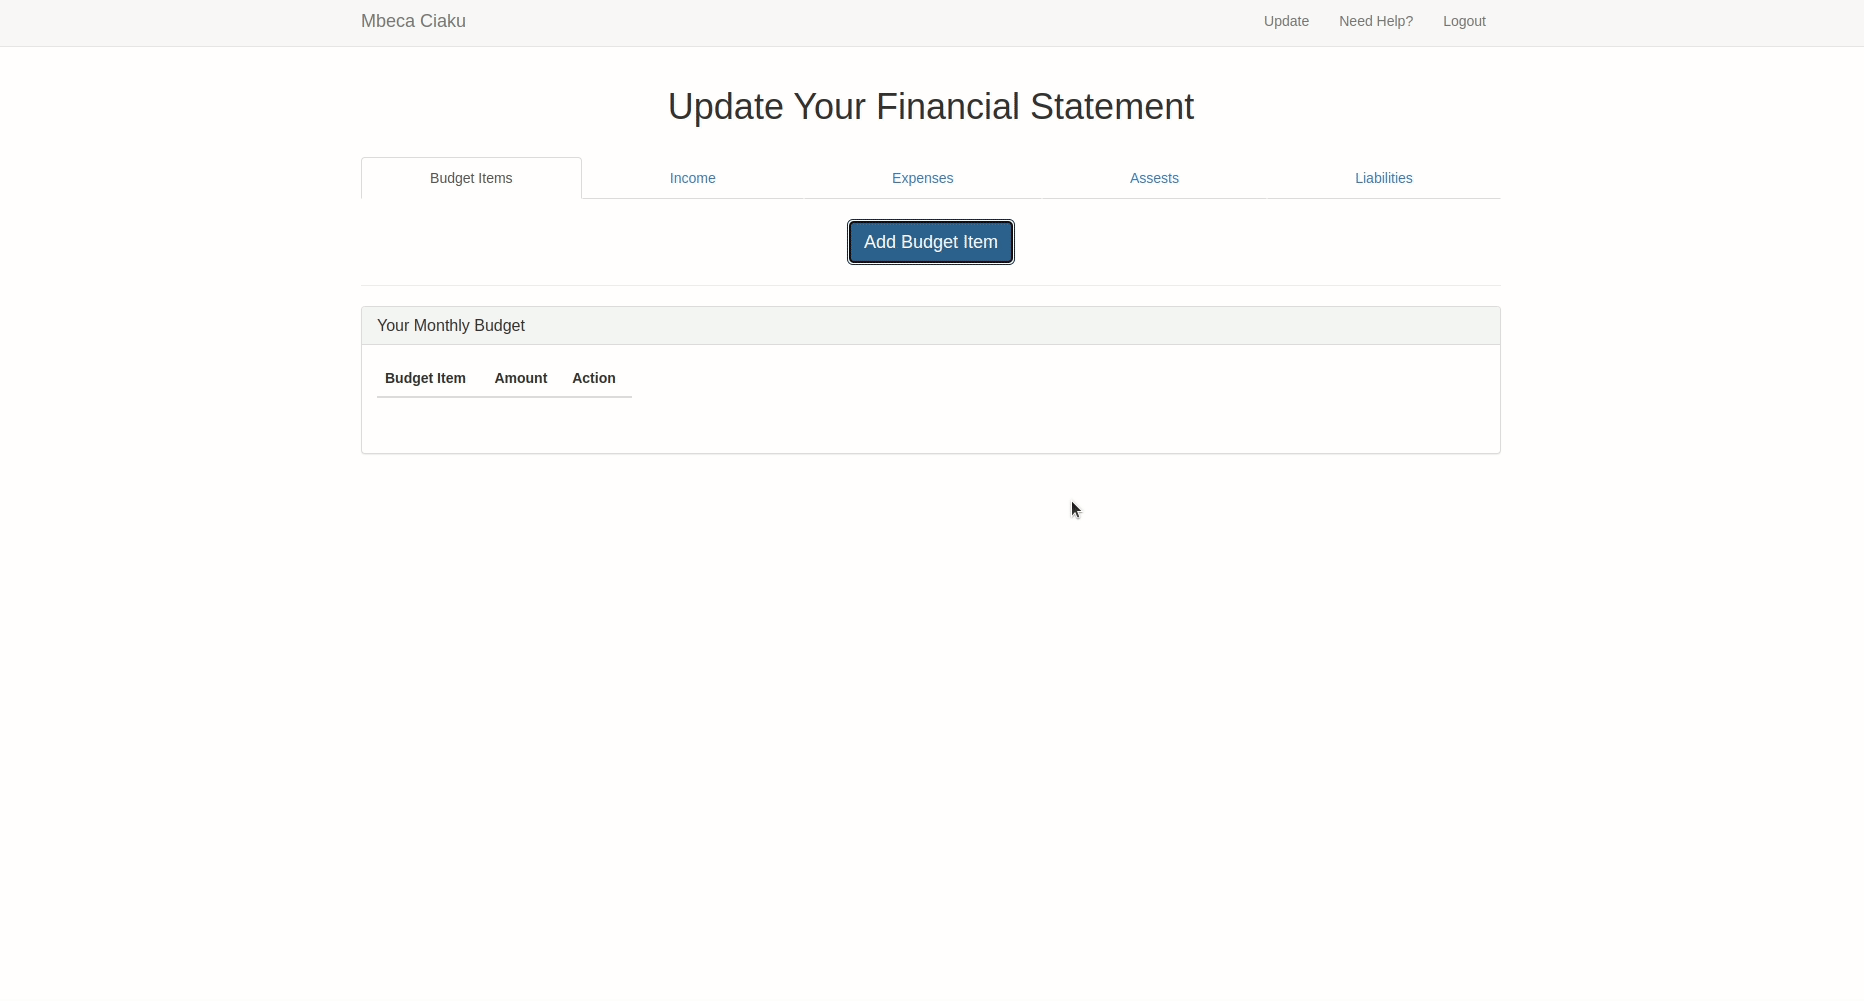 Mbeca Ciaku Update Need Help? Logout
Update Your Financial Statement
Budget Items Income Expenses Assests Liabilities
Add Budget Item
Your Monthly Budget
Budget Item Amount Action